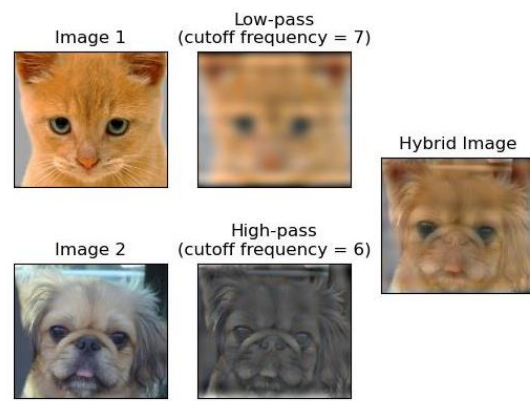 Image 1
Low-pass
(cutoff frequency = 7)
Hybrid Image
Image 2
High-pass
(cutoff frequency = 6)